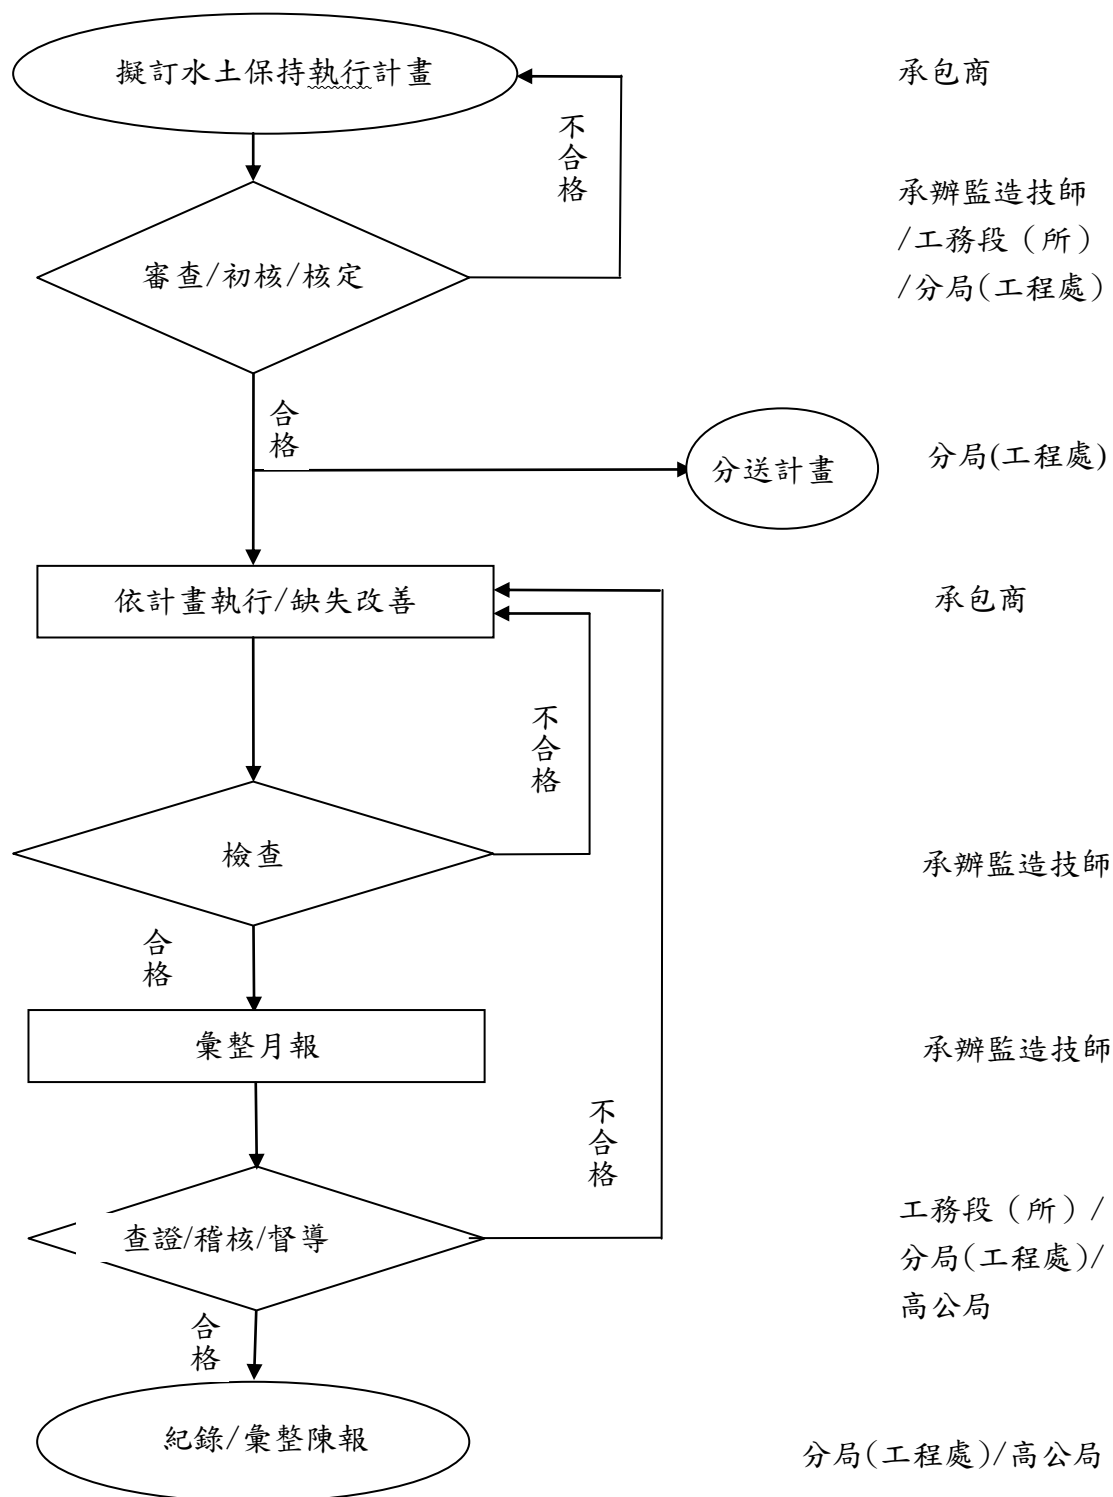 擬訂水土保持執行計畫
承包商
不合格
承辦監造技師
/工務段（所）
/分局(工程處)
審查/初核/核定
合格
分送計畫
分局(工程處)
依計畫執行/缺失改善
承包商
不合格
檢查
承辦監造技師
合格
彙整月報
承辦監造技師
不合格
查證/稽核/督導
工務段（所）/
分局(工程處)/
高公局
合格
紀錄/彙整陳報
分局(工程處)/高公局